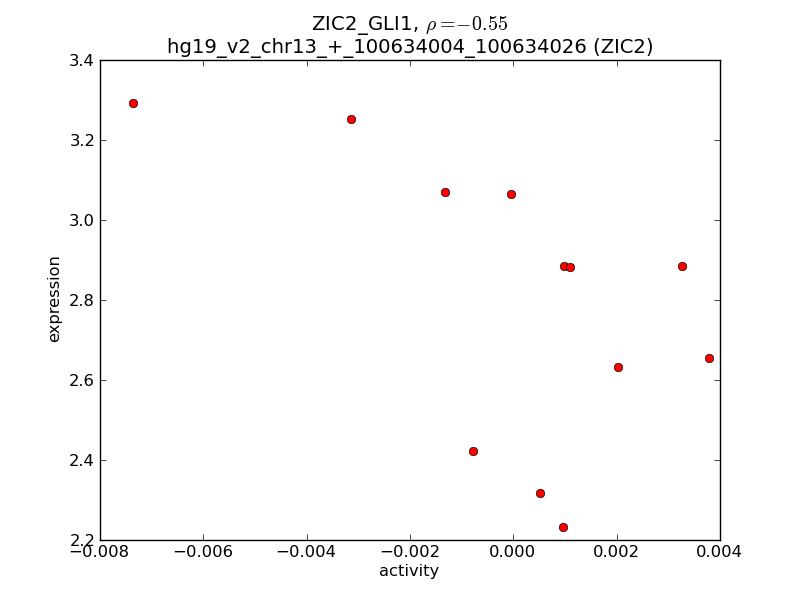 ZIC2_GLI1, ρ = −0.55
hg19_v2_chr13_+_100634004_100634026 (ZIC2)
3.4
3.2
3.0
2.8
2.6
2.4
2.2
expression
−0.008 −0.006 −0.004 −0.002 0.000 0.002 0.004
activity